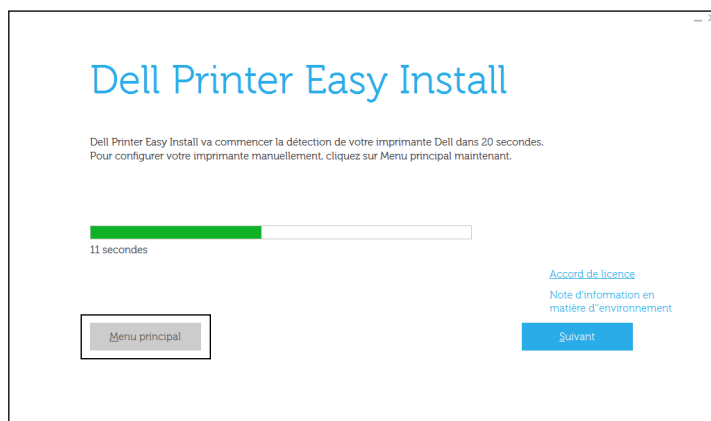 Dell Printer Easy Install
Dell Printer Easy Install va commencer la détection de votre imprimante Dell dans 20 secondes.
Pour configurer votre imprimante manuellement, cliquez sur Menu principal maintenant.
11 secondes
Accord de licence
Note d'information en
matière d''environnement
Menu principal
Suivant